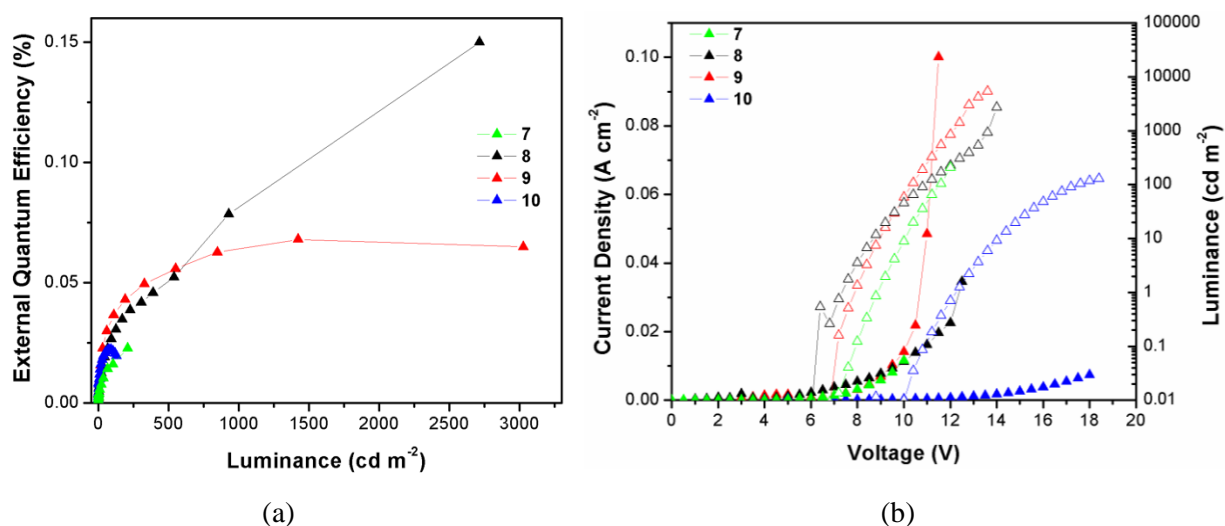 0.15
0.10
0.05
0.00
External Quantum Efficiency (%)
7
8
9
10
0 500 1000 1500 2000 2500 3000
Luminance (cd m⁻²)
(a)
0.10
0.08
0.06
0.04
0.02
0.00
Current Density (A cm⁻²)
7
8
9
10
100000
10000
1000
100
10
1
0.1
0.01
Luminance (cd m⁻²)
0 2 4 6 8 10 12 14 16 18 20
Voltage (V)
(b)